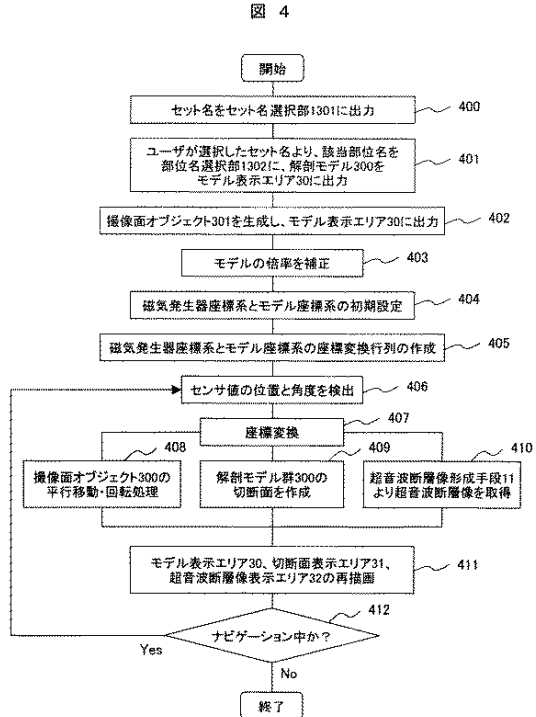 図 4
開始
セット名をセット名選択部1301に出力
400
ユーザが選択したセット名より、該当部位名を
部位名選択部1302に、解剖モデル300を
モデル表示エリア30に出力
401
撮像面オブジェクト301を生成し、モデル表示エリア30に出力
402
モデルの倍率を補正
403
磁気発生器座標系とモデル座標系の初期設定
404
磁気発生器座標系とモデル座標系の座標変換行列の作成
405
センサ値の位置と角度を検出
406
座標変換
407
408
撮像面オブジェクト300の
平行移動・回転処理
409
解剖モデル群300の
切断面を作成
410
超音波断層像形成手段11
より超音波断層像を取得
モデル表示エリア30、切断面表示エリア31、
超音波断層像表示エリア32の再描画
411
ナビゲーション中か?
412
Yes
No
終了